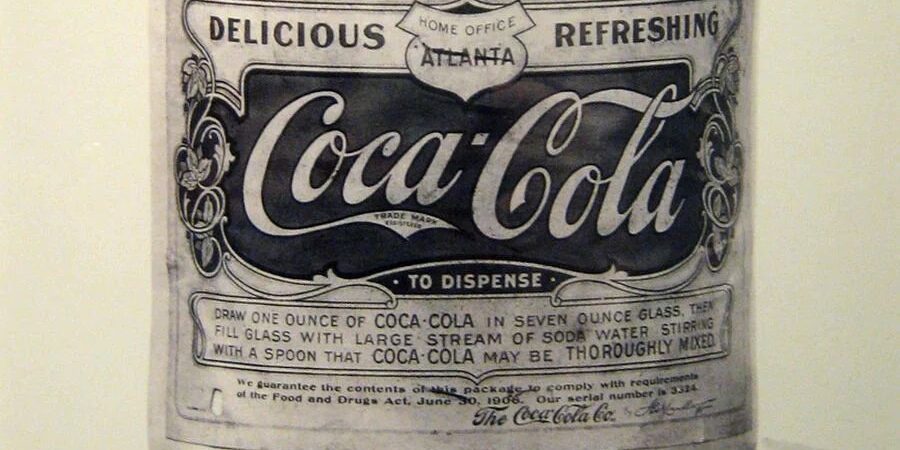 DELICIOUS HOME OFFICE REFRESHING
ATLANTA
Coca-Cola
TRADE MARK
REGISTERED
· TO DISPENSE ·
DRAW ONE OUNCE OF COCA-COLA IN SEVEN OUNCE GLASS, THEN
FILL GLASS WITH LARGE STREAM OF SODA WATER STIRRING
WITH A SPOON THAT COCA-COLA MAY BE THOROUGHLY MIXED.
We guarantee the contents of this package to comply with requirements
of the Food and Drugs Act, June 30, 1906. Our serial number is 3324.
The Coca-Cola Co.